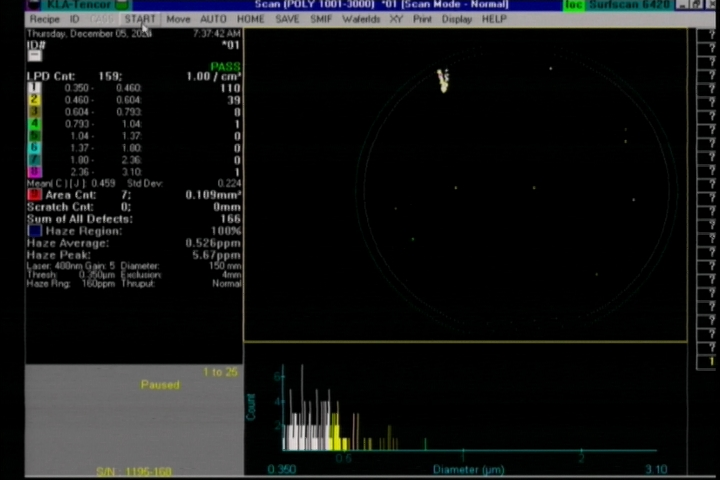 KLA-Tencor
Scan (POLY 1001-3000) *01 [Scan Mode - Normal]
loc
Surfscan 6420
Recipe ID START Move AUTO HOME SAVE SMIF WaferIds XY Print Display HELP
Thursday, December 05, 7:37:42 AM
ID# *01
PASS
LPD Cnt: 159; 1.00 / cm²
1 0.350 - 0.460: 110
2 0.460 - 0.604: 39
3 0.604 - 0.793: 8
4 0.793 - 1.04: 1
5 1.04 - 1.37: 0
6 1.37 - 1.80: 0
7 1.80 - 2.36: 0
8 2.36 - 3.10: 1
Mean( C ) [ J ]: 0.459 Std Dev: 0.224
Area Cnt: 7; 0.109mm²
Scratch Cnt: 0; 0mm
Sum of All Defects: 166
Haze Region: 100%
Haze Average: 0.526ppm
Haze Peak: 5.67ppm
Laser: 488nm Gain: 5 Diameter: 150 mm
Thresh: 0.350µm Exclusion: 4mm
Haze Rng: 160ppm Thruput: Normal
? ? ? ? ? ? ? ? ? ? ? ? ? ? ? ? ? ? ? ? ? ? ? ?
1
1 to 25
Paused
S/N : 1195-168
Count
6
4
2
0.5 1 2
0.350 Diameter (µm) 3.10